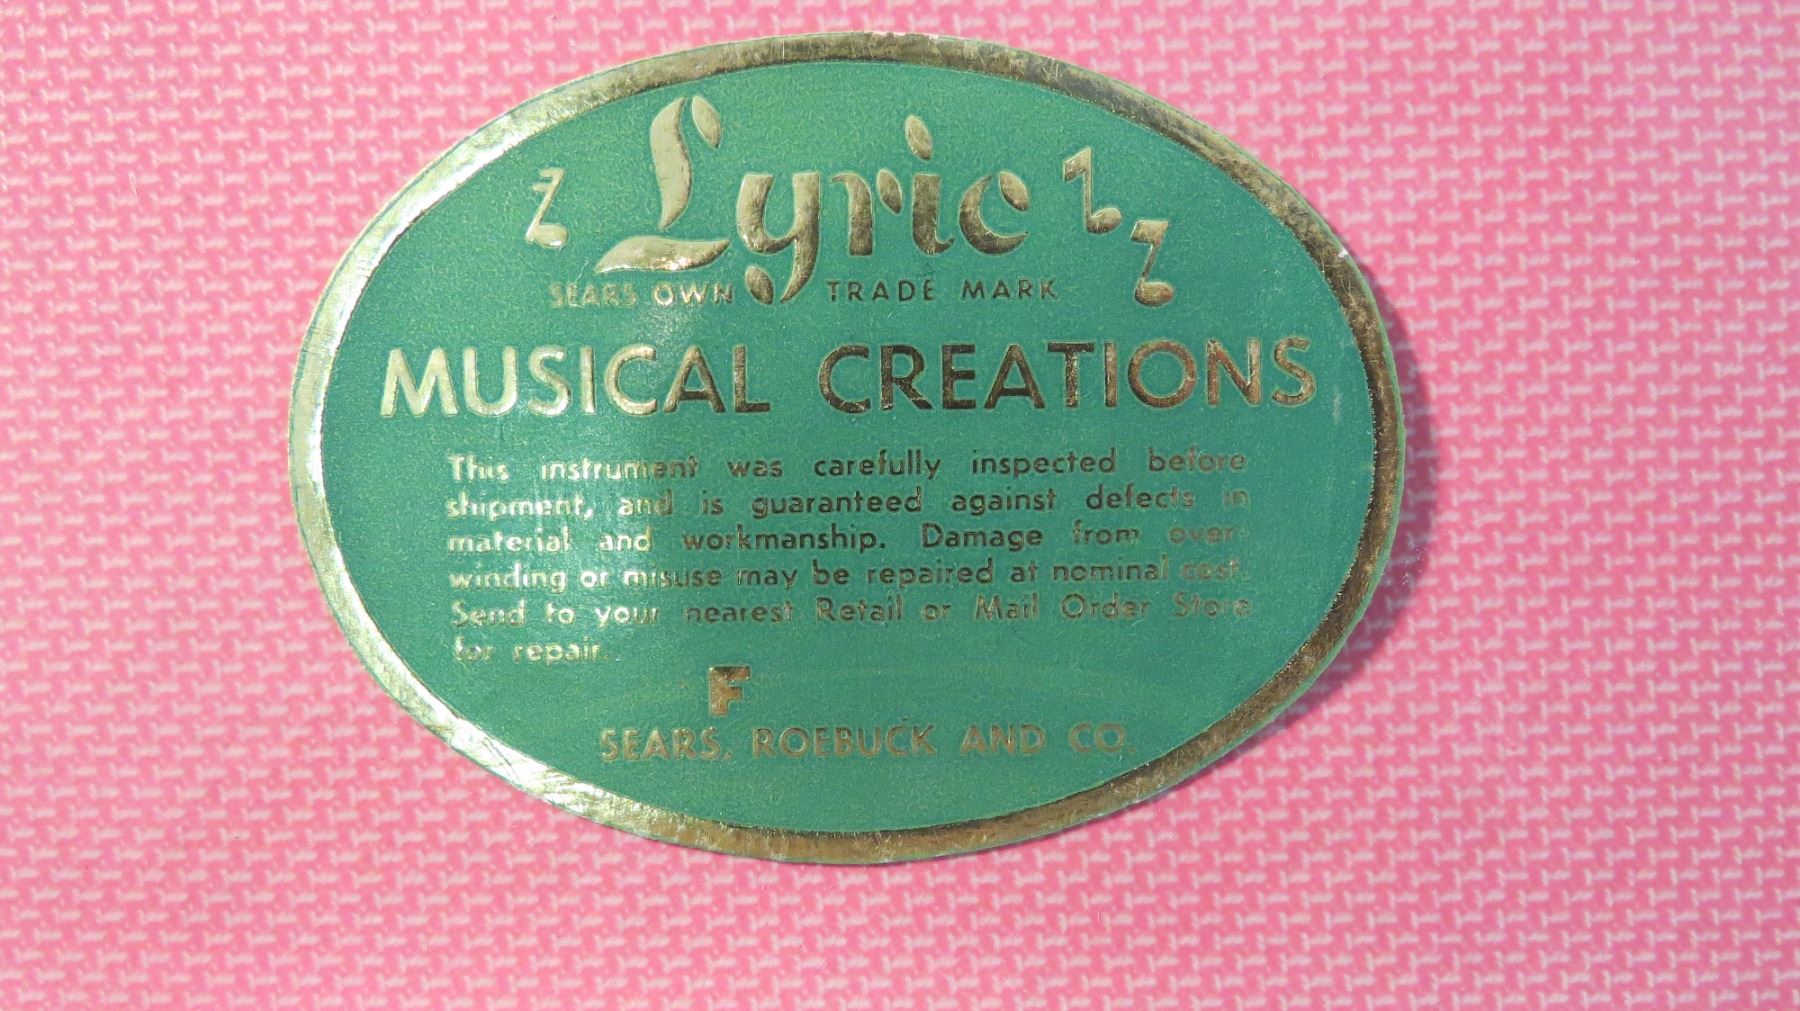 Lyric
SEARS OWN TRADE MARK
MUSICAL CREATIONS
This instrument was carefully inspected before
shipment, and is guaranteed against defects in
material and workmanship. Damage from over-
winding or misuse may be repaired at nominal cost.
Send to your nearest Retail or Mail Order Store
for repair.
F
SEARS, ROEBUCK AND CO.